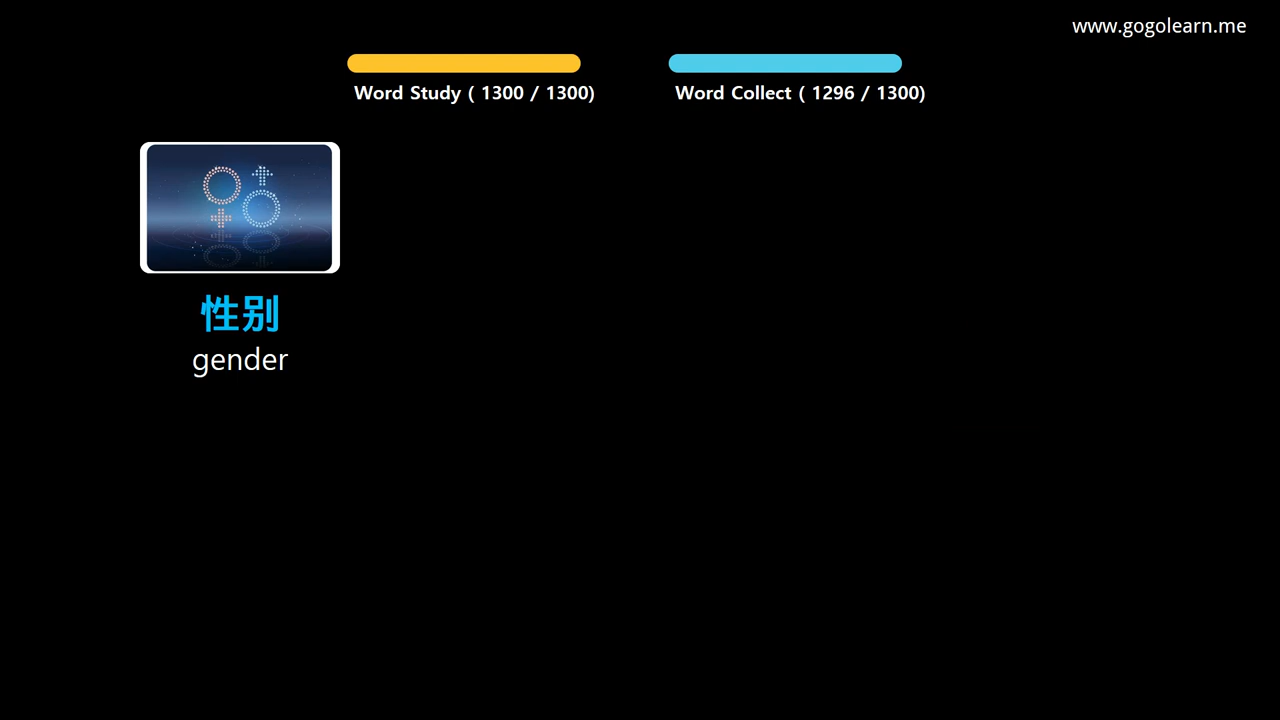 www.gogolearn.me
Word Study ( 1300 / 1300)
Word Collect ( 1296 / 1300)
性别
gender